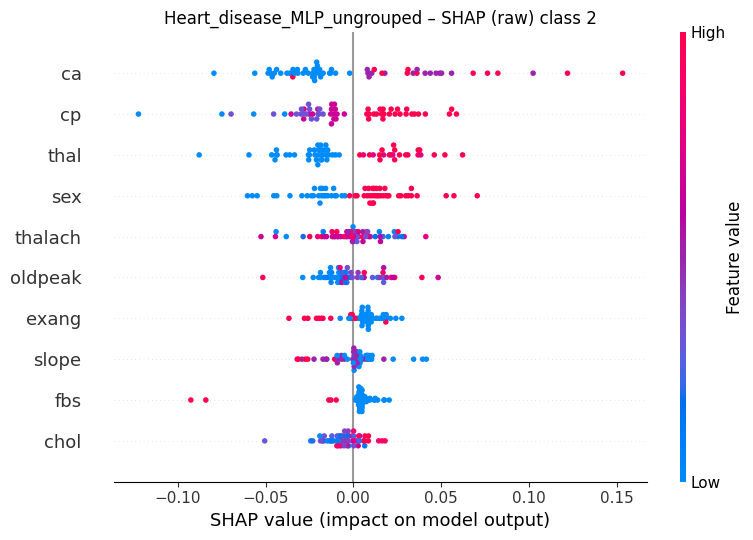 Heart_disease_MLP_ungrouped – SHAP (raw) class 2
High
ca
cp
thal
sex
thalach
oldpeak
exang
slope
fbs
chol
Feature value
Low
−0.10 −0.05 0.00 0.05 0.10 0.15
SHAP value (impact on model output)